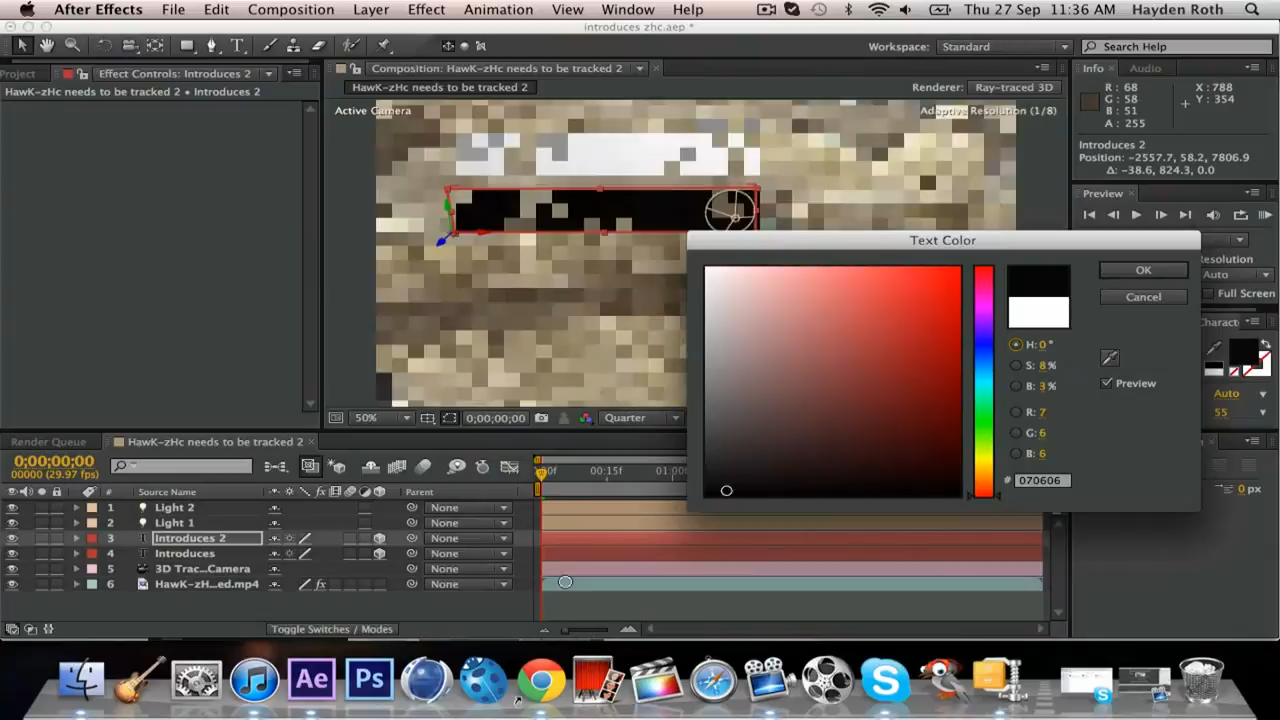 After Effects File Edit Composition Layer Effect Animation View Window Help Thu 27 Sep 11:36 AM Hayden Roth
introduces zhc.aep *
Workspace: Standard Search Help
Project Effect Controls: Introduces 2 Composition: HawK-zHc needs to be tracked 2 Info Audio
HawK-zHc needs to be tracked 2 • Introduces 2 HawK-zHc needs to be tracked 2 Renderer: Ray-traced 3D
R: 68 X: 788
G: 58 Y: 354
B: 51
A: 255
Active Camera Adaptive Resolution (1/8)
Introduces 2
Position: -2557.7, 58.2, 7806.9
Δ: -38.6, 824.3, 0.0
Preview
Resolution
Auto
Full Screen
Text Color
OK
Cancel
H: 0 °
S: 8 %
B: 3 %
Preview
R: 7
G: 6
B: 6
# 070606
Charact
Auto
55
0 px
50% 0;00;00;00 Quarter
Render Queue HawK-zHc needs to be tracked 2
0;00;00;00
00000 (29.97 fps)
00f 00:15f 01:00f
# Source Name Parent
1 Light 2 None
2 Light 1 None
3 Introduces 2 None
4 Introduces None
5 3D Trac...Camera None
6 HawK-zH...ed.mp4 None
Toggle Switches / Modes
Ae Ps